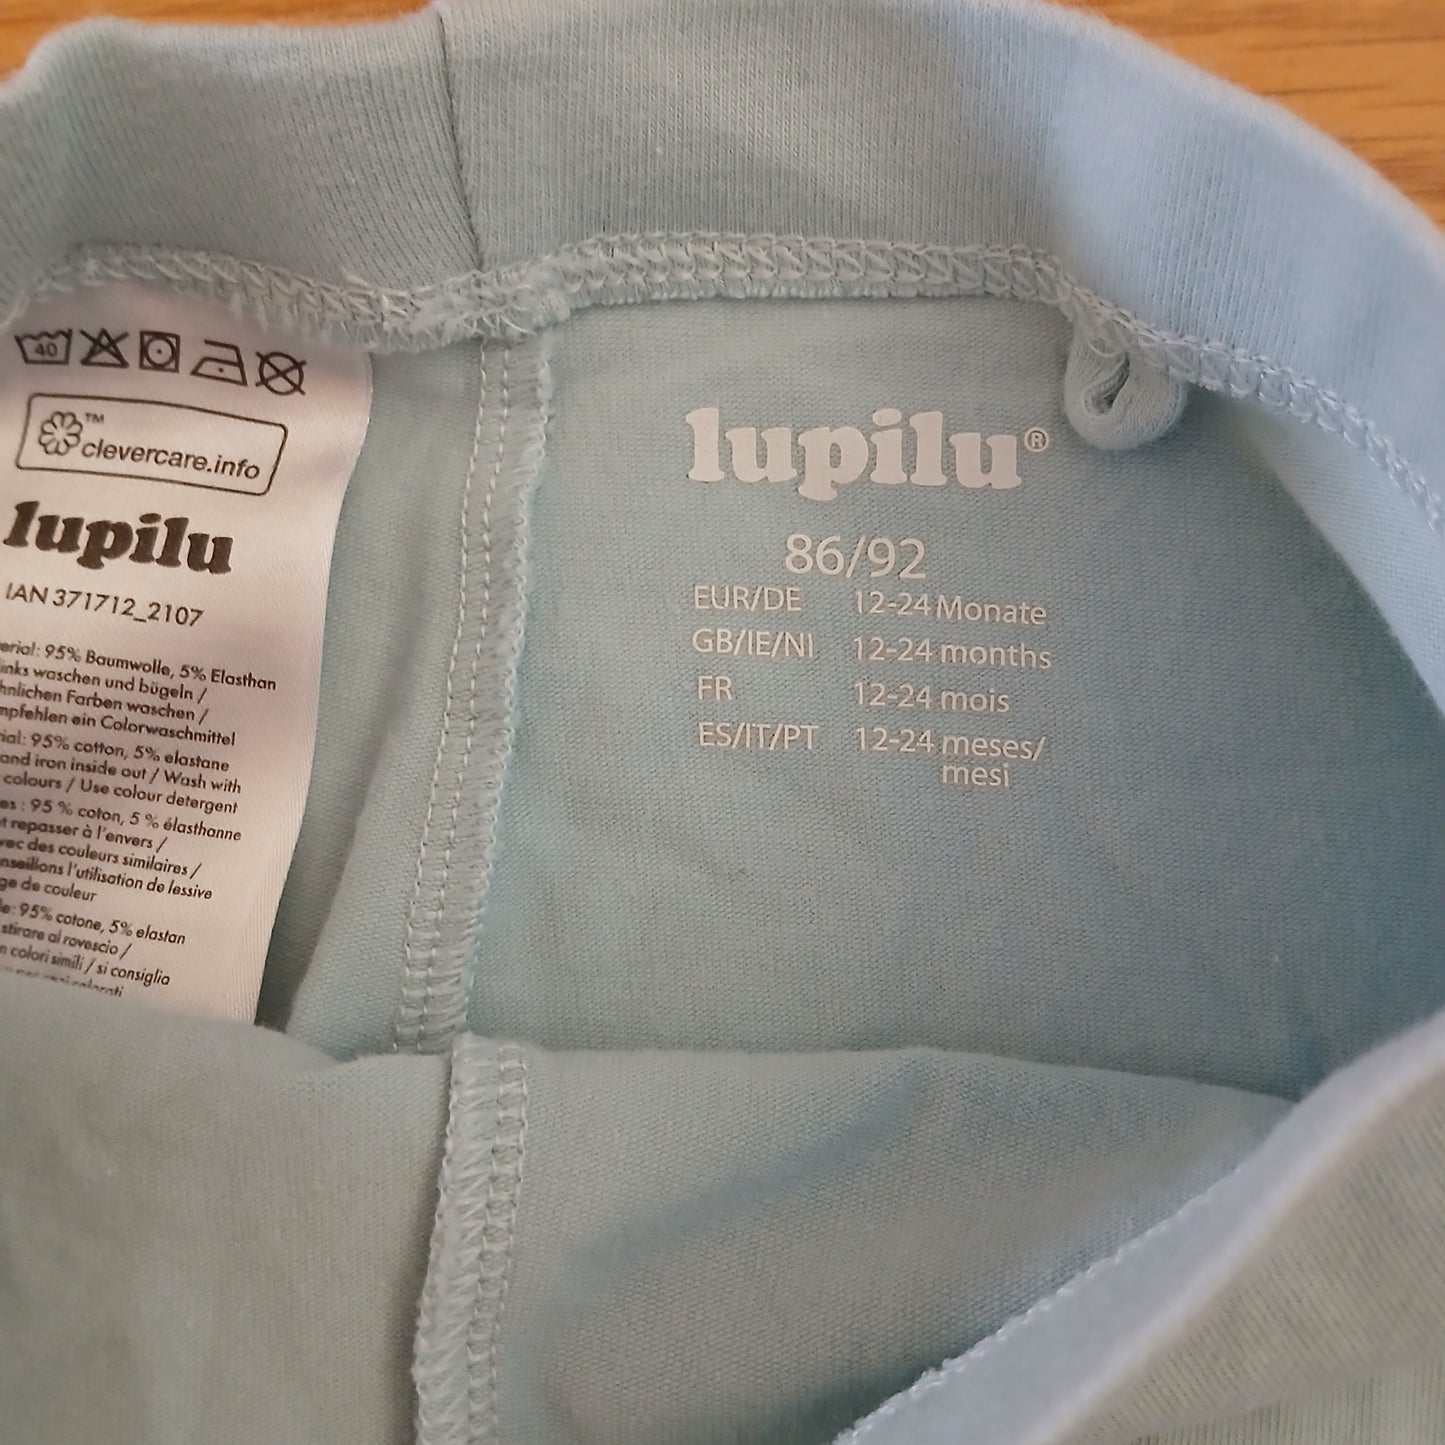 40
™
clevercare.info
lupilu
IAN 371712_2107
95% Baumwolle, 5% Elasthan
waschen und bügeln /
Farben waschen /
ein Colorwaschmittel
95% cotton, 5% elastane
and iron inside out / Wash with
colours / Use colour detergent
95 % coton, 5 % élasthanne
repasser à l'envers /
des couleurs similaires /
l'utilisation de lessive
de couleur
95% cotone, 5% elastan
stirare al rovescio /
colori simili / si consiglia
lupilu®
86/92
EUR/DE 12-24 Monate
GB/IE/NI 12-24 months
FR 12-24 mois
ES/IT/PT 12-24 meses/
mesi